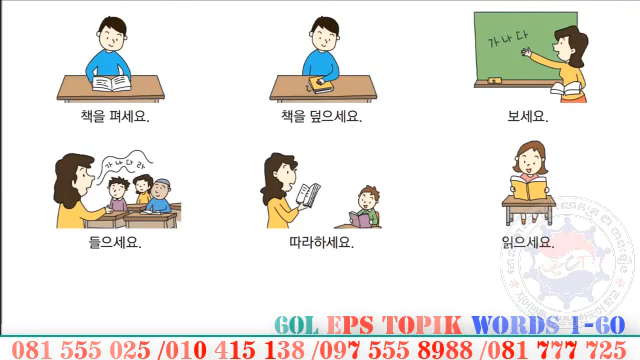 가 나 다
책을 펴세요.
책을 덮으세요.
보세요.
가 나 다 라
들으세요.
따라하세요.
읽으세요.
60L EPS TOPIK WORDS 1-60
081 555 025 /010 415 138 /097 555 8988 /081 777 725